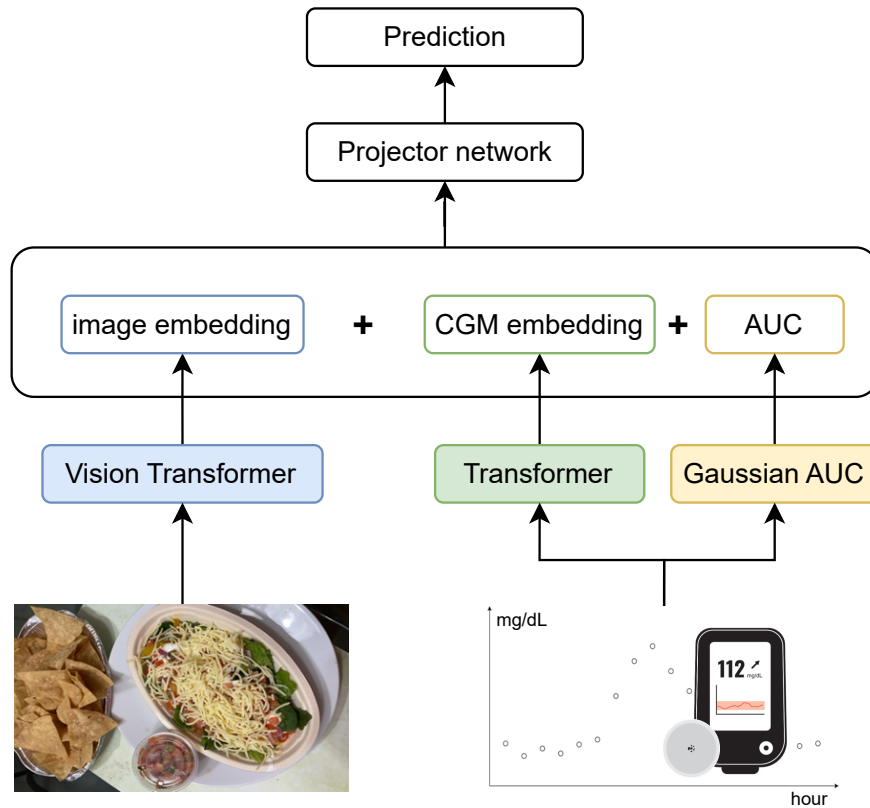 Prediction
Projector network
image embedding
+
CGM embedding
+
AUC
Vision Transformer
Transformer
Gaussian AUC
mg/dL
112
mg/dL
hour